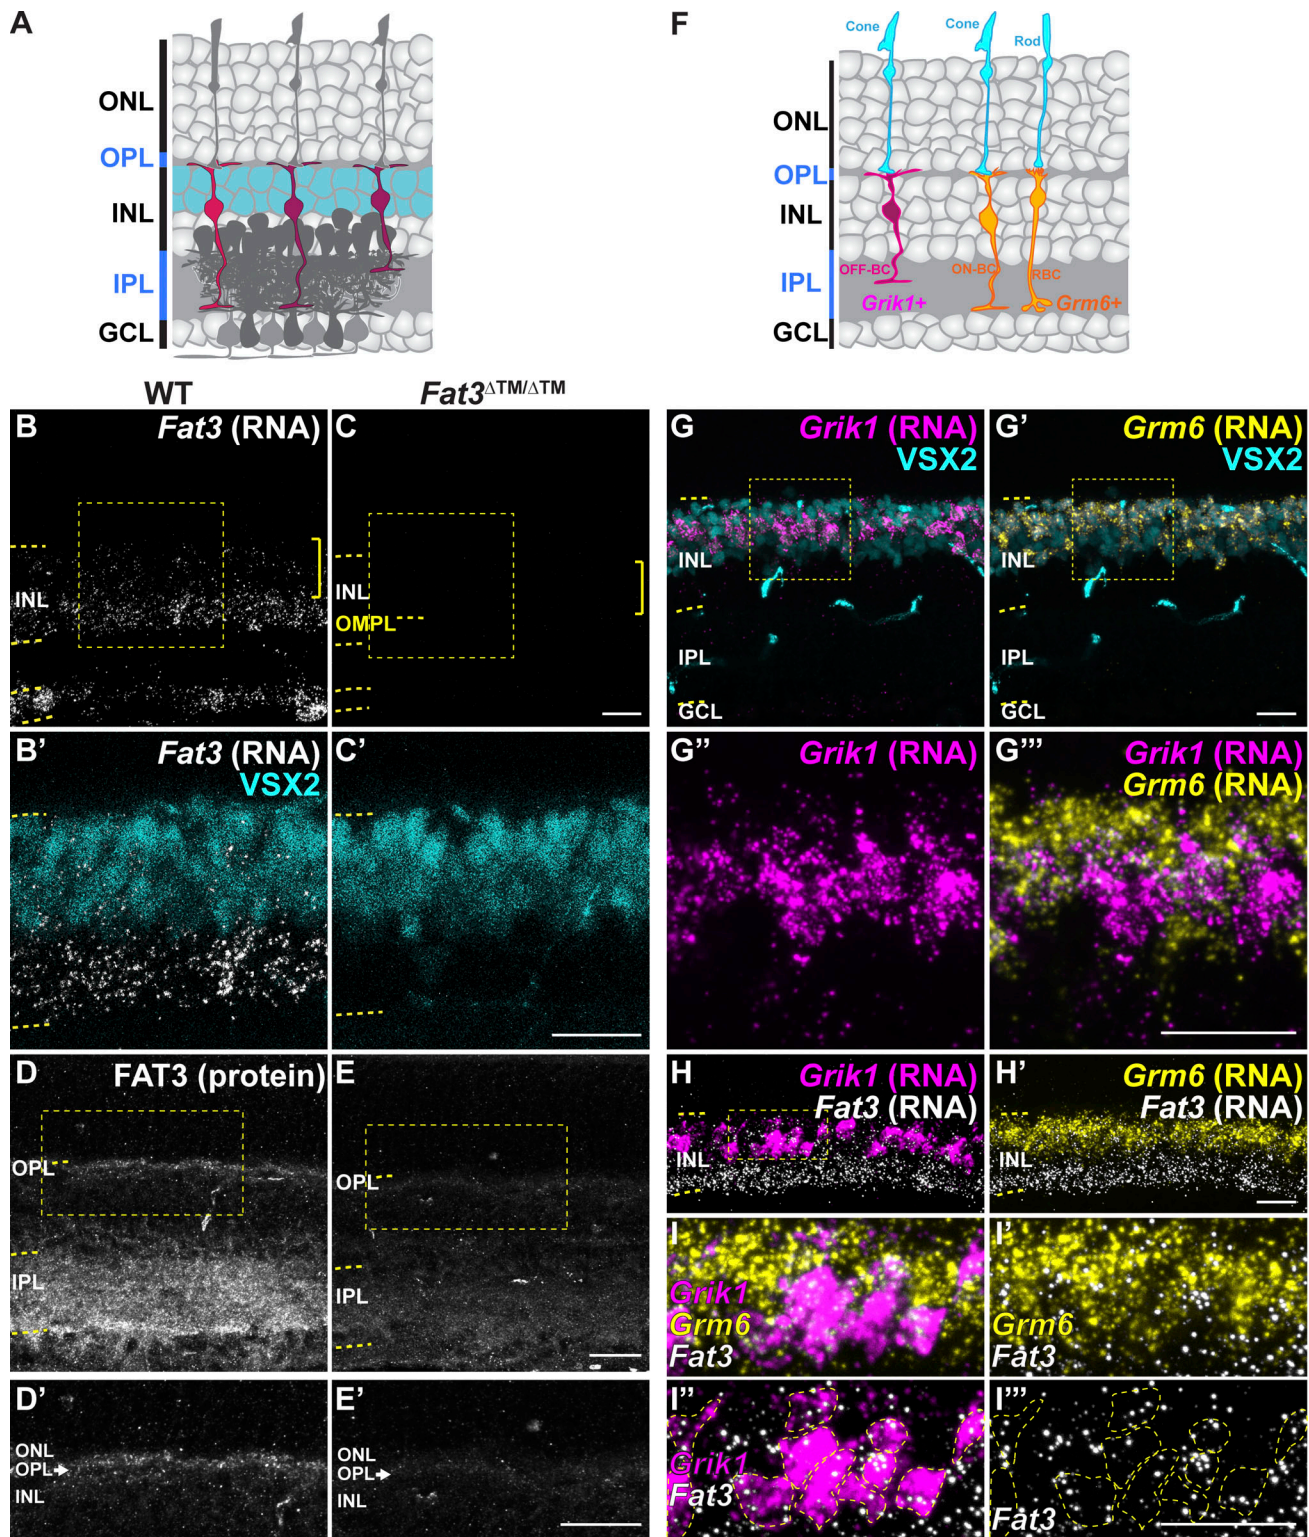 A
ONL
OPL
INL
IPL
GCL
F
Cone
Cone
Rod
ONL
OPL
INL
IPL
GCL
OFF-BC
ON-BC
RBC
Grik1+
Grm6+
WT
Fat3ΔTM/ΔTM
B
Fat3 (RNA)
INL
C
INL
OMPL
B'
Fat3 (RNA)
VSX2
C'
D
FAT3 (protein)
OPL
IPL
E
OPL
IPL
D'
ONL
OPL
INL
E'
ONL
OPL
INL
G
Grik1 (RNA)
VSX2
INL
IPL
GCL
G'
Grm6 (RNA)
VSX2
INL
IPL
GCL
G''
Grik1 (RNA)
G'''
Grik1 (RNA)
Grm6 (RNA)
H
Grik1 (RNA)
Fat3 (RNA)
INL
H'
Grm6 (RNA)
Fat3 (RNA)
INL
I
Grik1
Grm6
Fat3
I'
Grm6
Fat3
I''
Grik1
Fat3
I'''
Fat3